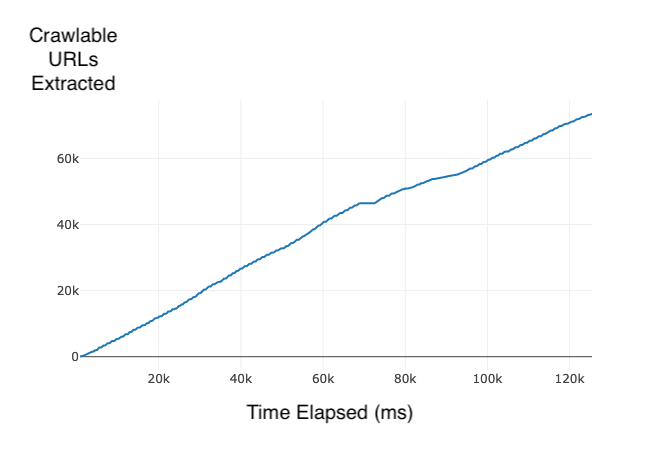 Crawlable
URLs
Extracted
60k
40k
20k
0
20k 40k 60k 80k 100k 120k
Time Elapsed (ms)